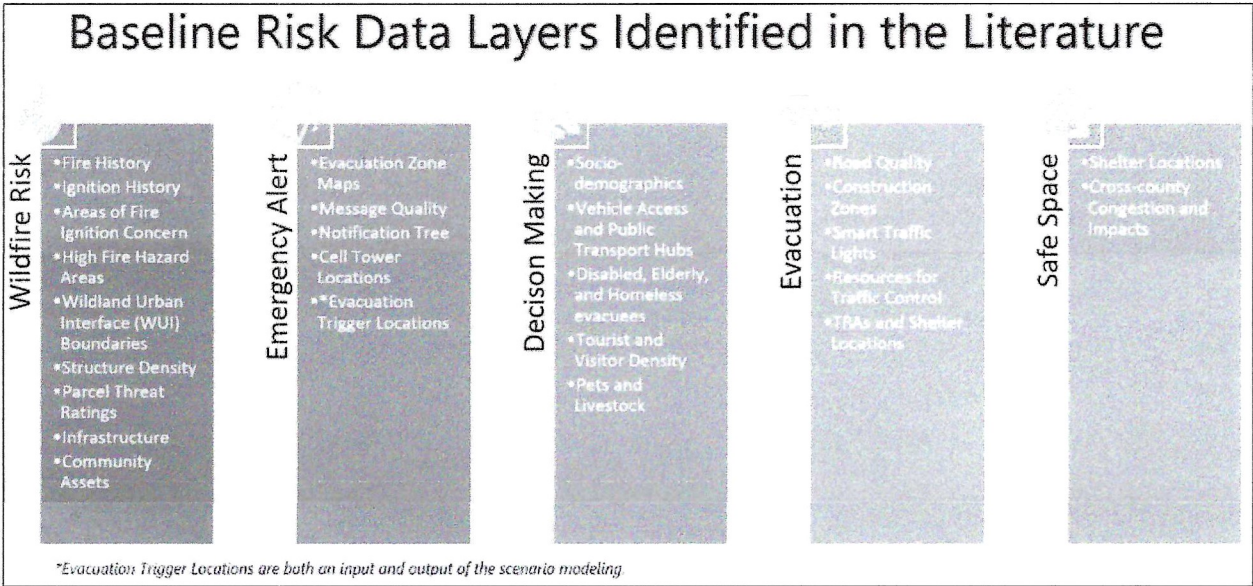 Baseline Risk Data Layers Identified in the Literature
Wildfire Risk
•Fire History
•Ignition History
•Areas of Fire
Ignition Concern
•High Fire Hazard
Areas
•Wildland Urban
Interface (WUI)
Boundaries
•Structure Density
•Parcel Threat
Ratings
•Infrastructure
•Community
Assets
Emergency Alert
•Evacuation Zone
Maps
•Message Quality
•Notification Tree
•Cell Tower
Locations
•*Evacuation
Trigger Locations
Decison Making
•Socio-
demographics
•Vehicle Access
and Public
Transport Hubs
•Disabled, Elderly,
and Homeless
evacuees
•Tourist and
Visitor Density
•Pets and
Livestock
Evacuation
•Road Quality
•Construction
Zones
•Smart Traffic
Lights
•Resources for
Traffic Control
•TRAs and Shelter
Locations
Safe Space
•Shelter Locations
•Cross-county
Congestion and
Impacts
*Evacuation Trigger Locations are both an input and output of the scenario modeling.